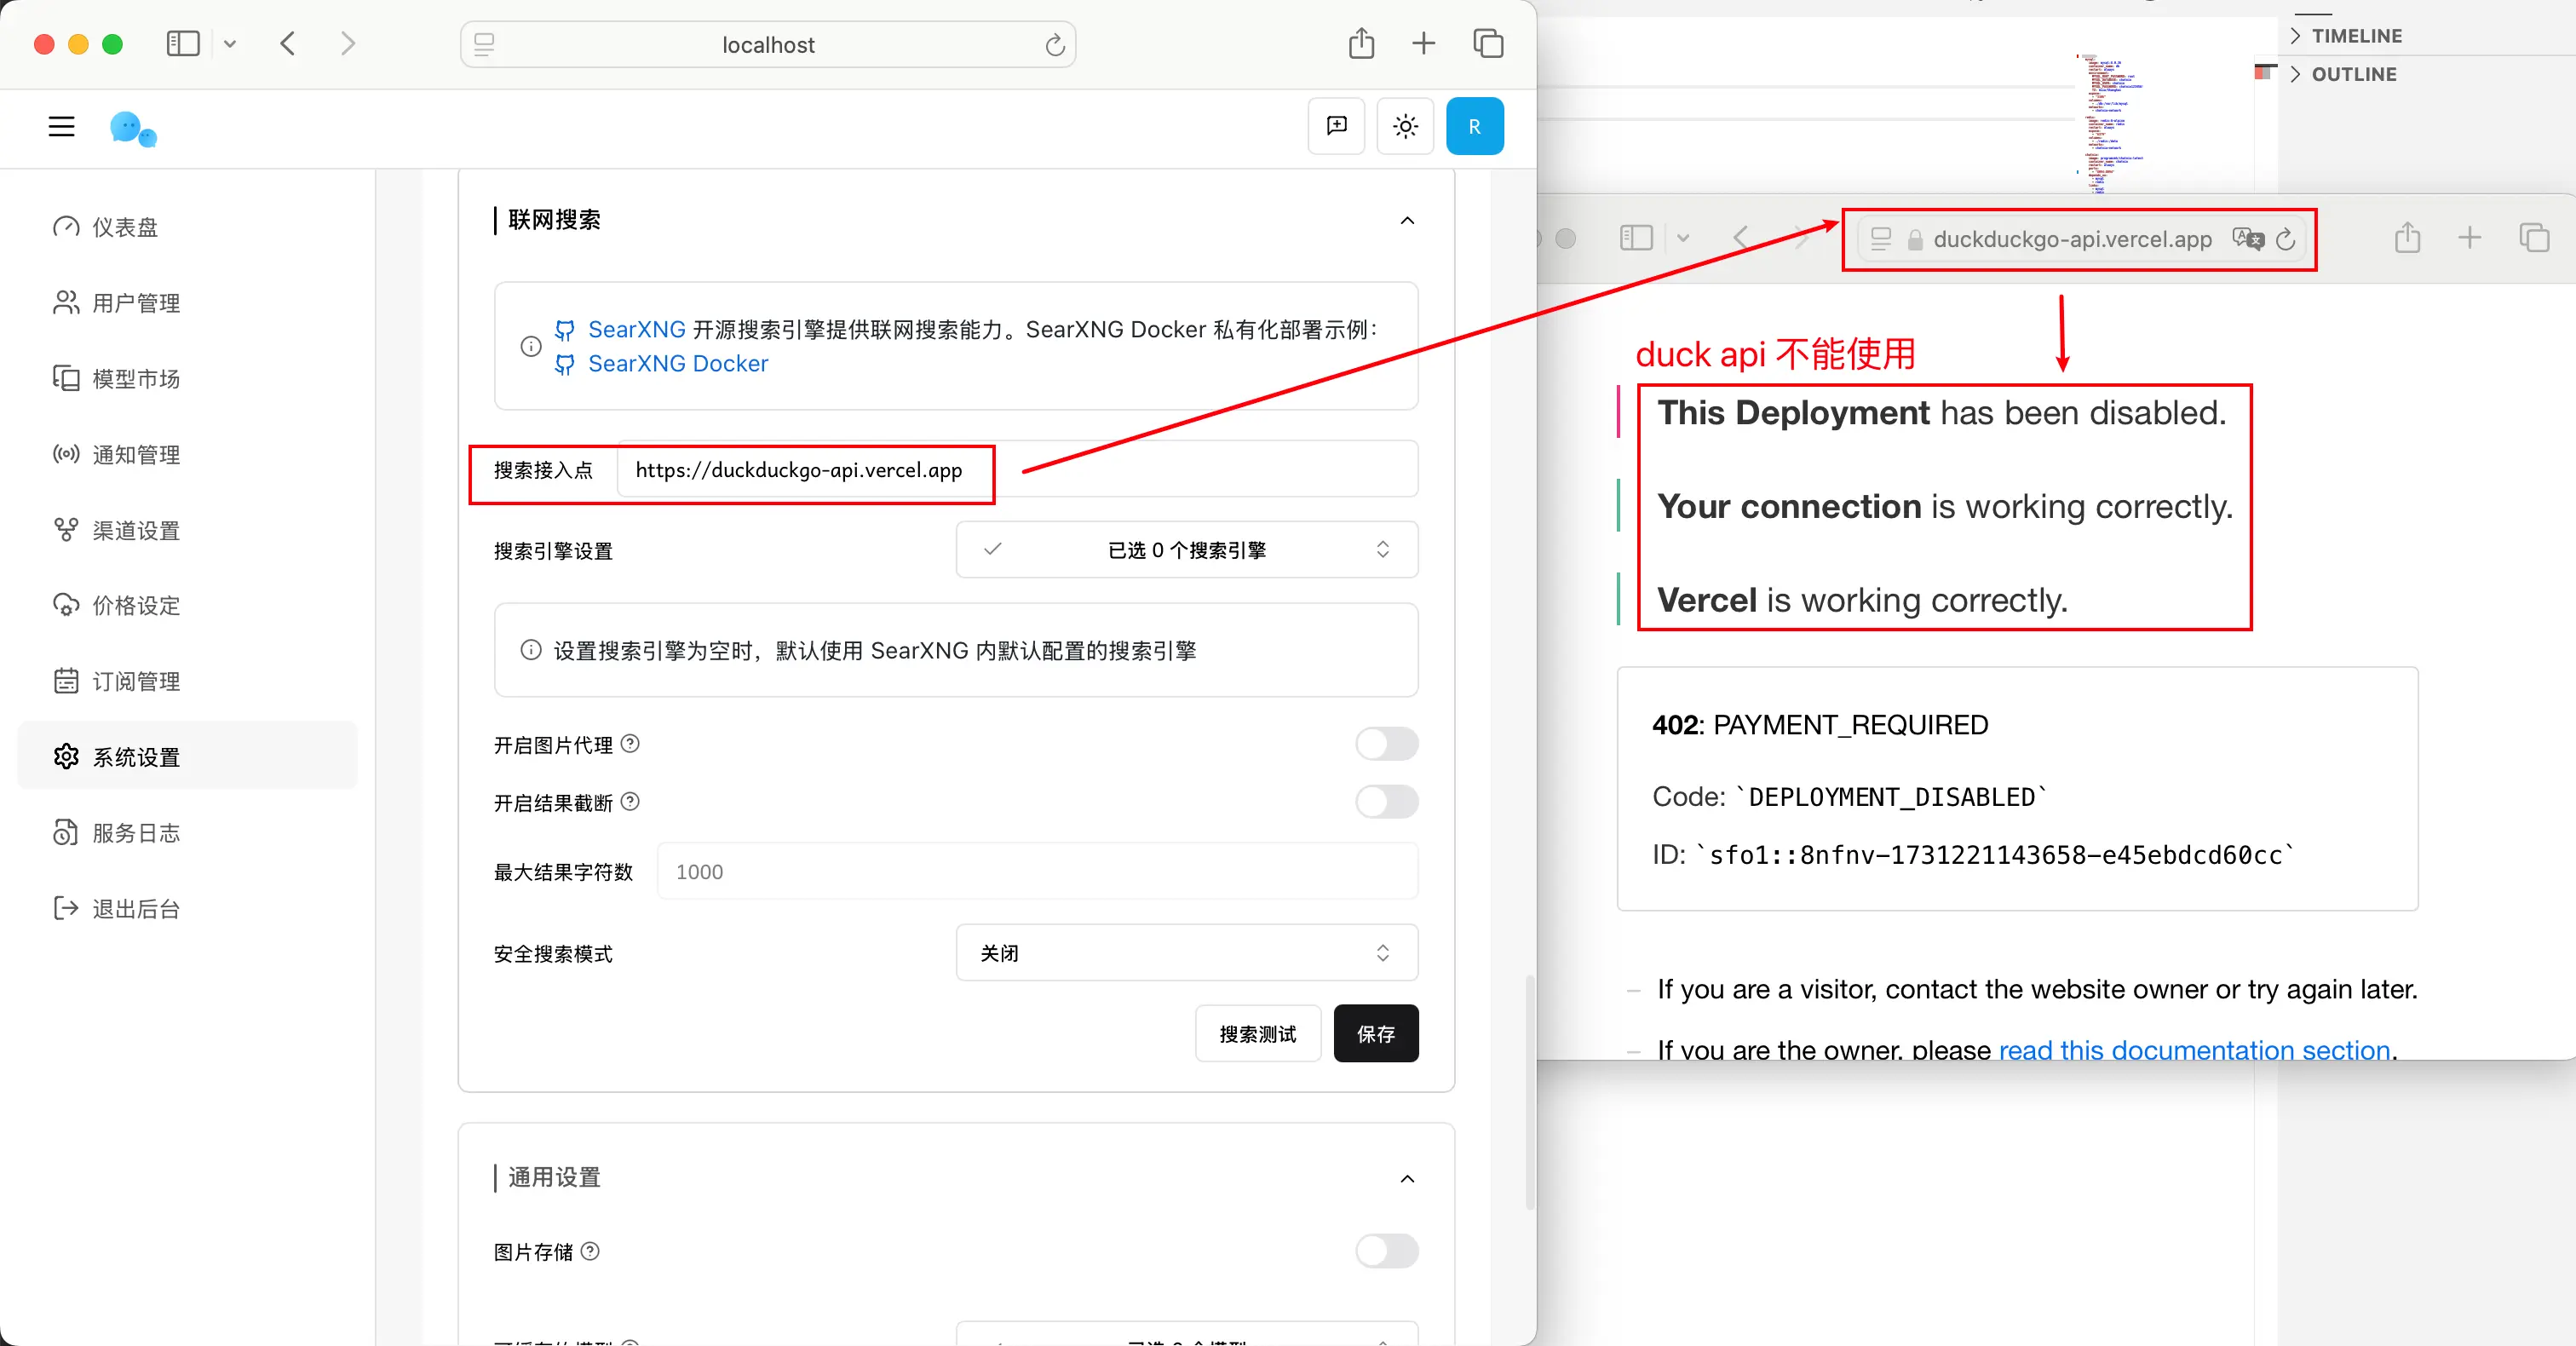 localhost
R
仪表盘
用户管理
模型市场
通知管理
渠道设置
价格设定
订阅管理
系统设置
服务日志
退出后台
联网搜索
SearXNG 开源搜索引擎提供联网搜索能力。SearXNG Docker 私有化部署示例：
SearXNG Docker
搜索接入点 https://duckduckgo-api.vercel.app
搜索引擎设置 已选 0 个搜索引擎
设置搜索引擎为空时，默认使用 SearXNG 内默认配置的搜索引擎
开启图片代理
开启结果截断
最大结果字符数 1000
安全搜索模式 关闭
搜索测试 保存
通用设置
图片存储
TIMELINE
OUTLINE
duckduckgo-api.vercel.app
duck api 不能使用
This Deployment has been disabled.
Your connection is working correctly.
Vercel is working correctly.
402: PAYMENT_REQUIRED
Code: `DEPLOYMENT_DISABLED`
ID: `sfo1::8nfnv-1731221143658-e45ebdcd60cc`
If you are a visitor, contact the website owner or try again later.
If you are the owner, please read this documentation section.